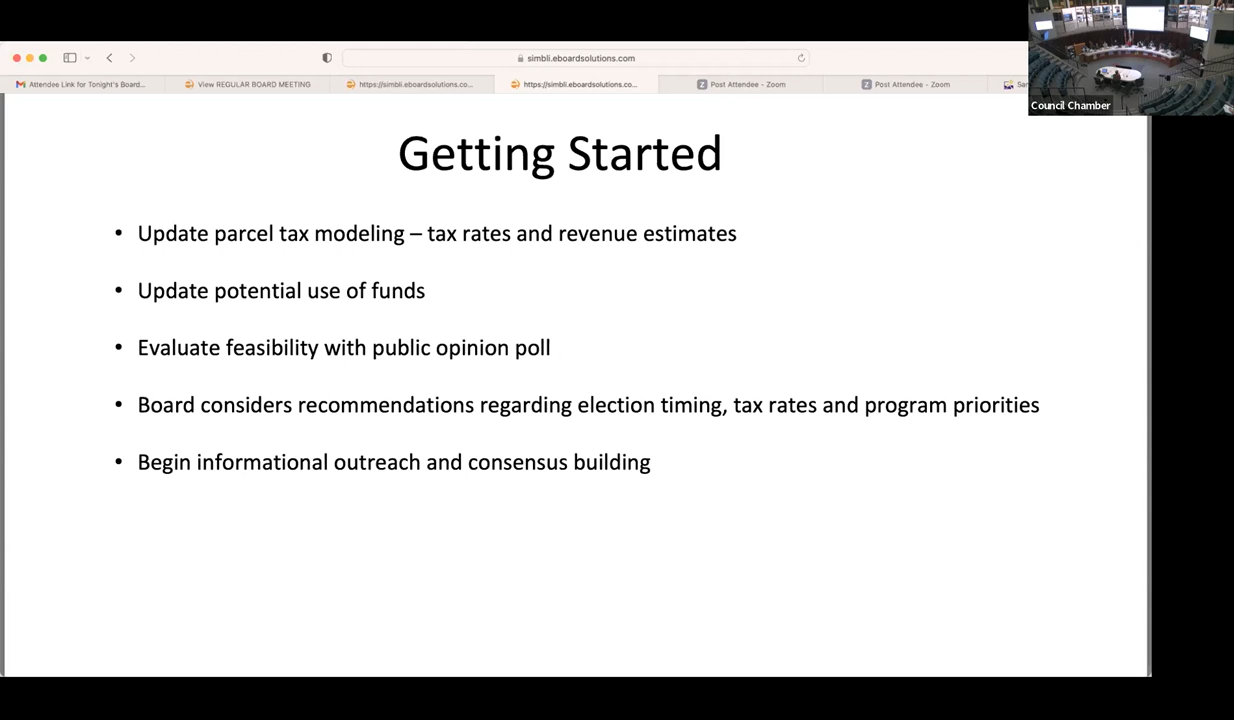 simbli.eboardsolutions.com
Attendee Link for Tonight's Board...
View REGULAR BOARD MEETING
https://simbli.eboardsolutions.co...
https://simbli.eboardsolutions.co...
Post Attendee - Zoom
Post Attendee - Zoom
Council Chamber
Getting Started
• Update parcel tax modeling – tax rates and revenue estimates
• Update potential use of funds
• Evaluate feasibility with public opinion poll
• Board considers recommendations regarding election timing, tax rates and program priorities
• Begin informational outreach and consensus building